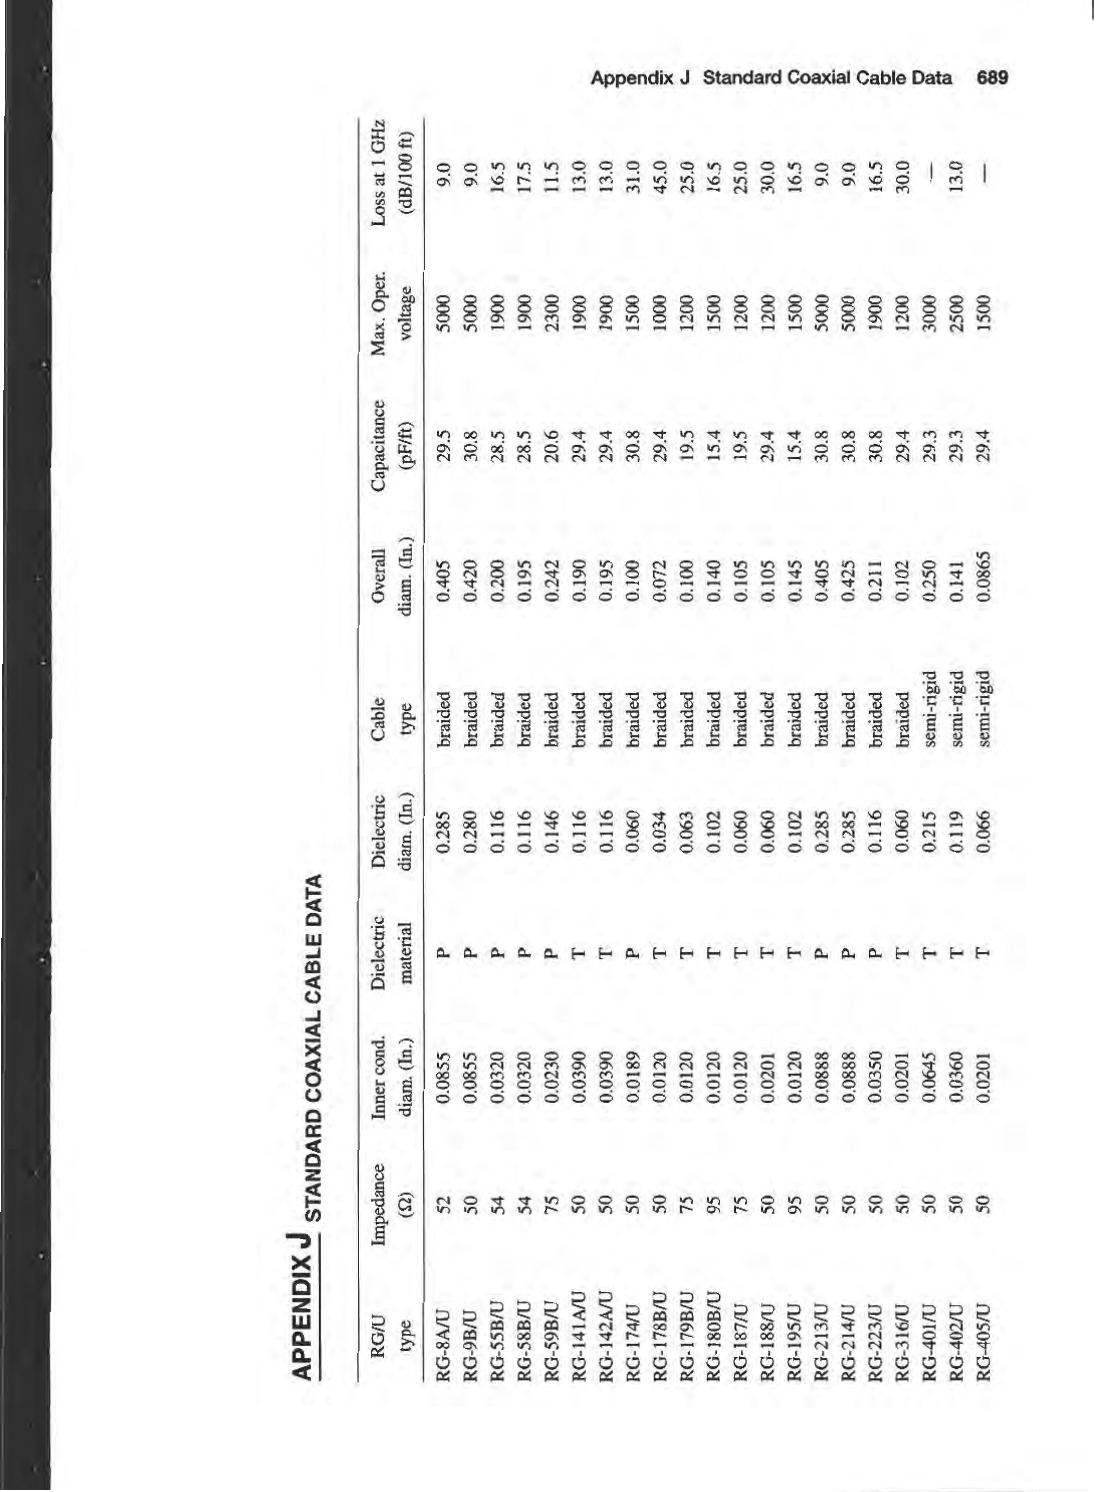 Appendix J Standard Coaxial Cable Data 689
APPENDIX J STANDARD COAXIAL CABLE DATA
RG/U type Impedance (Ω) Inner cond. diam. (In.) Dielectric material Dielectric diam. (In.) Cable type Overall diam. (In.) Capacitance (pF/ft) Max. Oper. voltage Loss at 1 GHz (dB/100 ft)
RG-8A/U 52 0.0855 P 0.285 braided 0.405 29.5 5000 9.0
RG-9B/U 50 0.0855 P 0.280 braided 0.420 30.8 5000 9.0
RG-55B/U 54 0.0320 P 0.116 braided 0.200 28.5 1900 16.5
RG-58B/U 54 0.0320 P 0.116 braided 0.195 28.5 1900 17.5
RG-59B/U 75 0.0230 P 0.146 braided 0.242 20.6 2300 11.5
RG-141A/U 50 0.0390 T 0.116 braided 0.190 29.4 1900 13.0
RG-142A/U 50 0.0390 T 0.116 braided 0.195 29.4 1900 13.0
RG-174/U 50 0.0189 P 0.060 braided 0.100 30.8 1500 31.0
RG-178B/U 50 0.0120 T 0.034 braided 0.072 29.4 1000 45.0
RG-179B/U 75 0.0120 T 0.063 braided 0.100 19.5 1200 25.0
RG-180B/U 95 0.0120 T 0.102 braided 0.140 15.4 1500 16.5
RG-187/U 75 0.0120 T 0.060 braided 0.105 19.5 1200 25.0
RG-188/U 50 0.0201 T 0.060 braided 0.105 29.4 1200 30.0
RG-195/U 95 0.0120 T 0.102 braided 0.145 15.4 1500 16.5
RG-213/U 50 0.0888 P 0.285 braided 0.405 30.8 5000 9.0
RG-214/U 50 0.0888 P 0.285 braided 0.425 30.8 5000 9.0
RG-223/U 50 0.0350 P 0.116 braided 0.211 30.8 1900 16.5
RG-316/U 50 0.0201 T 0.060 braided 0.102 29.4 1200 30.0
RG-401/U 50 0.0645 T 0.215 semi-rigid 0.250 29.3 3000 —
RG-402/U 50 0.0360 T 0.119 semi-rigid 0.141 29.3 2500 13.0
RG-405/U 50 0.0201 T 0.066 semi-rigid 0.0865 29.4 1500 —